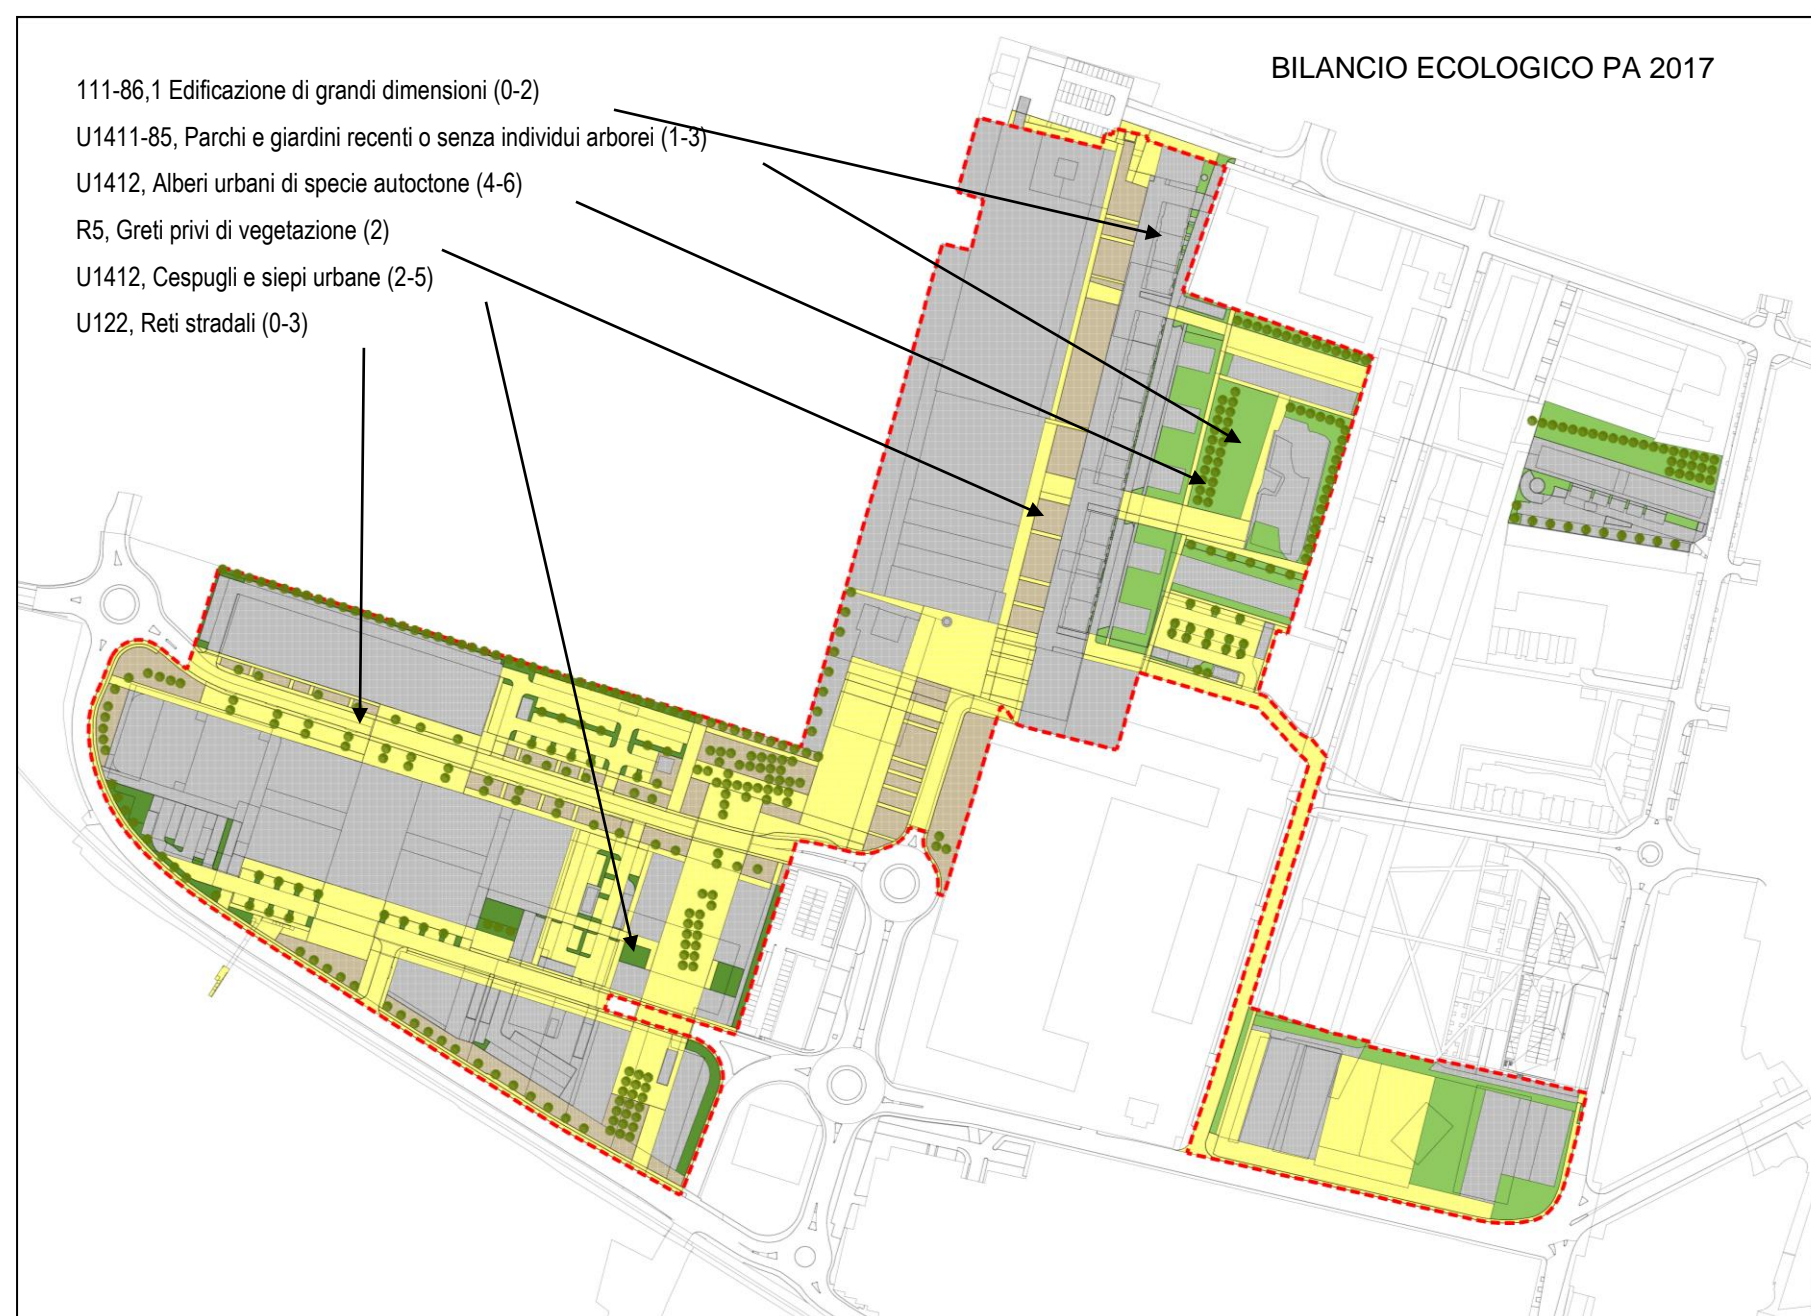 BILANCIO ECOLOGICO PA 2017
111-86,1 Edificazione di grandi dimensioni (0-2)
U1411-85, Parchi e giardini recenti o senza individui arborei (1-3)
U1412, Alberi urbani di specie autoctone (4-6)
R5, Greti privi di vegetazione (2)
U1412, Cespugli e siepi urbane (2-5)
U122, Reti stradali (0-3)